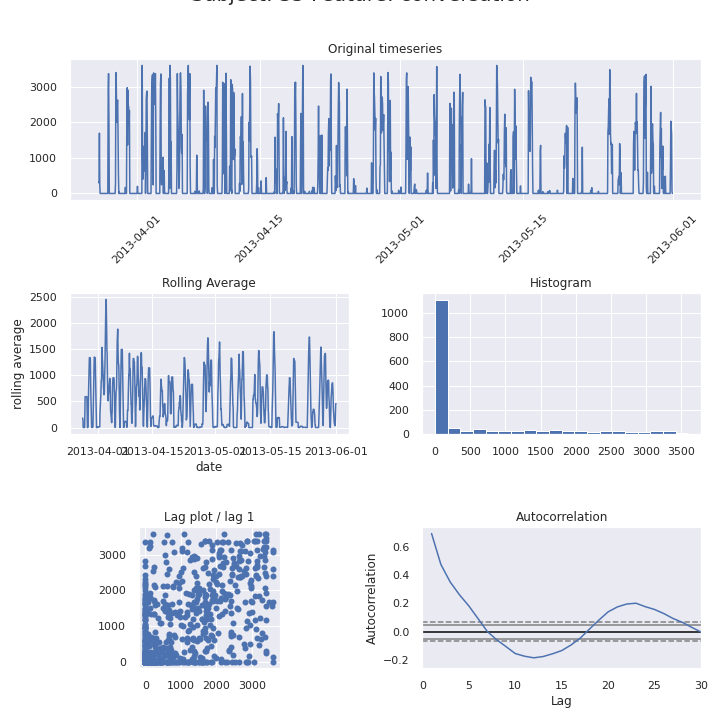 Original timeseries
3000
2000
1000
0
2013-04-01
2013-04-15
2013-05-01
2013-05-15
2013-06-01
Rolling Average
2500
2000
1500
1000
500
0
rolling average
2013-04-01
2013-04-15
2013-05-01
2013-05-15
2013-06-01
date
Histogram
1000
800
600
400
200
0
0 500 1000 1500 2000 2500 3000 3500
Lag plot / lag 1
3000
2000
1000
0
0 1000 2000 3000
Autocorrelation
0.6
0.4
0.2
0.0
−0.2
Autocorrelation
0 5 10 15 20 25 30
Lag